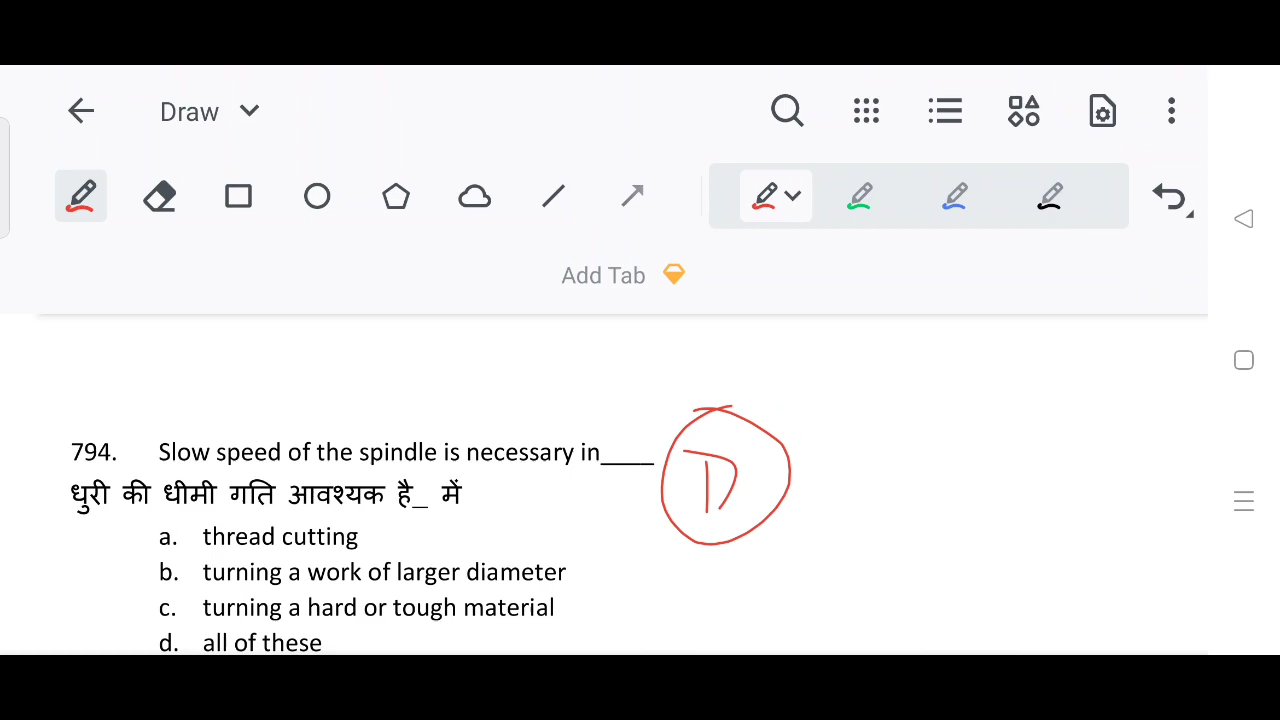 Draw
Add Tab
794. Slow speed of the spindle is necessary in____
D
धुरी की धीमी गति आवश्यक है_ में
a. thread cutting
b. turning a work of larger diameter
c. turning a hard or tough material
d. all of these